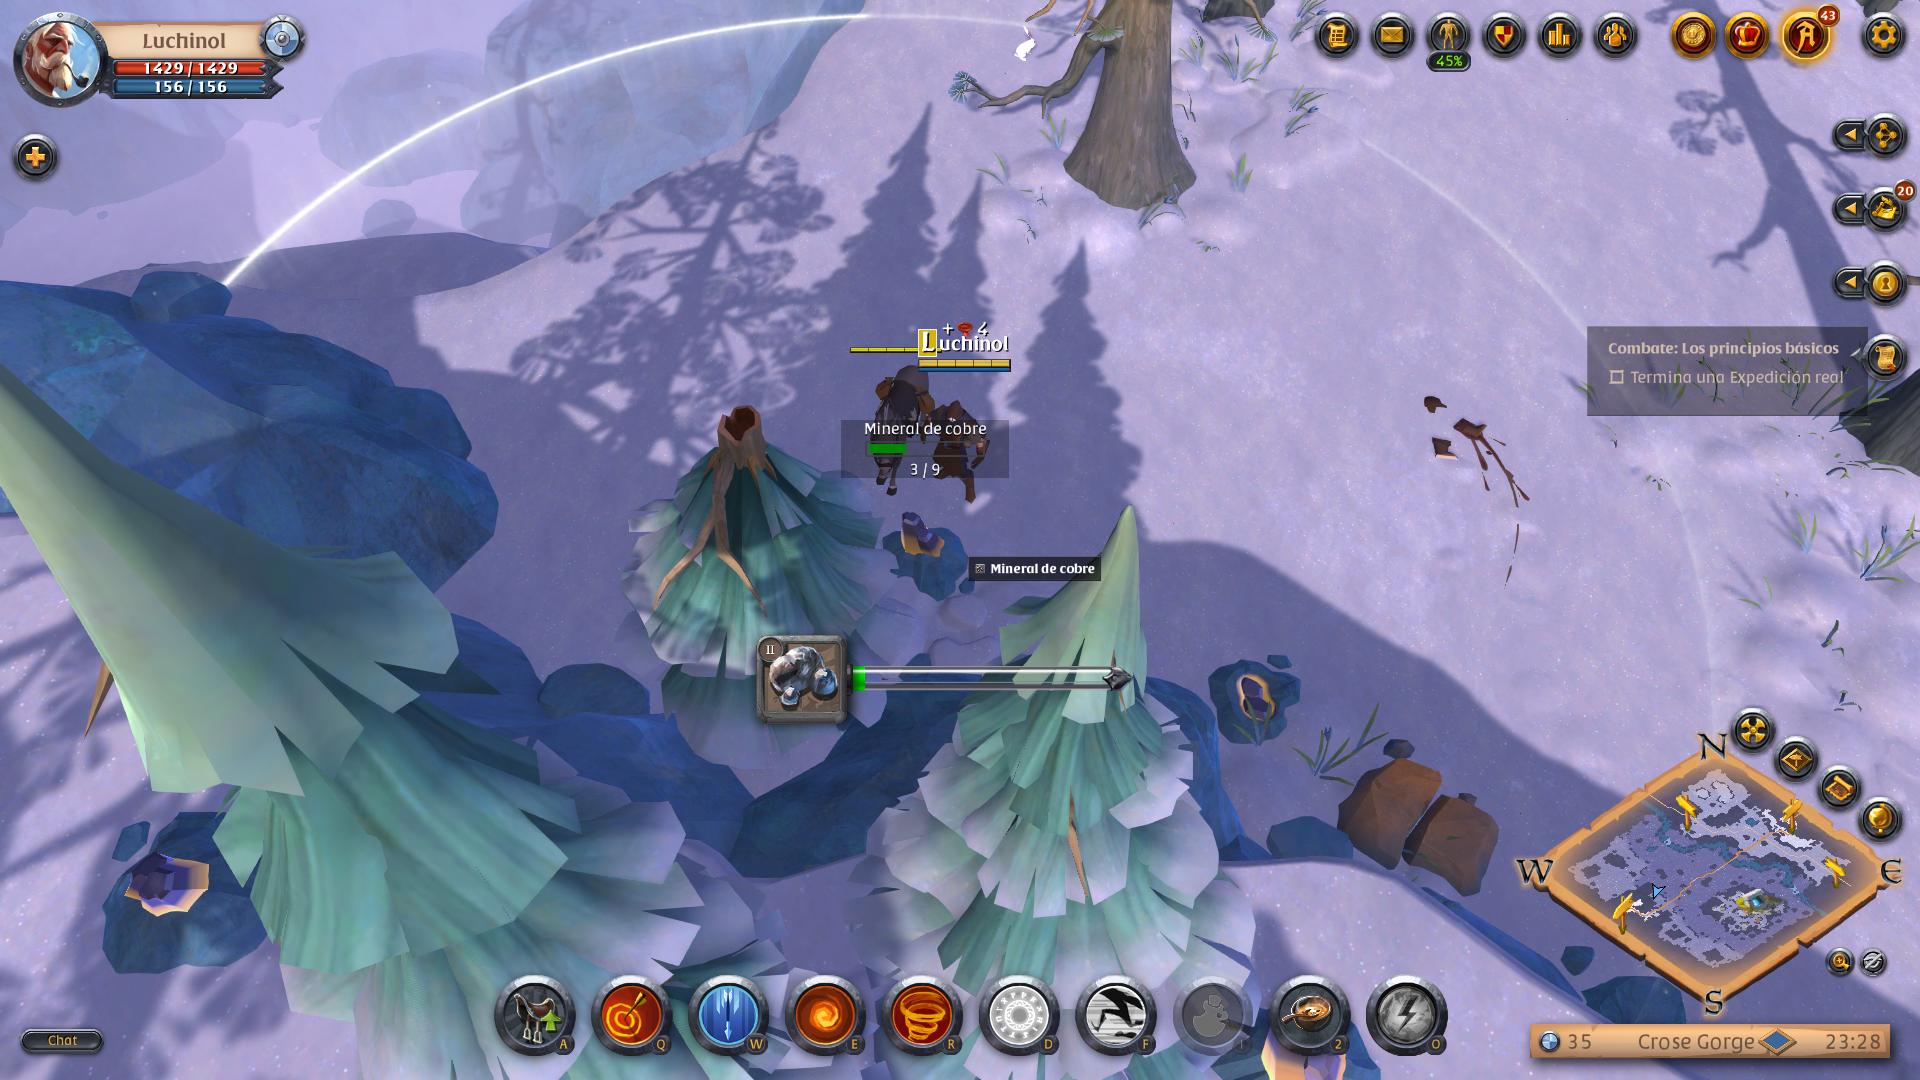 Luchinol
1429 / 1429
156 / 156
45%
43
20
+ 4
Luchinol
Combate: Los principios básicos
Termina una Expedición real
Mineral de cobre
3 / 9
Mineral de cobre
II
N
W
E
S
A
Q
W
E
R
D
F
2
O
Chat
35
Crose Gorge
23:28